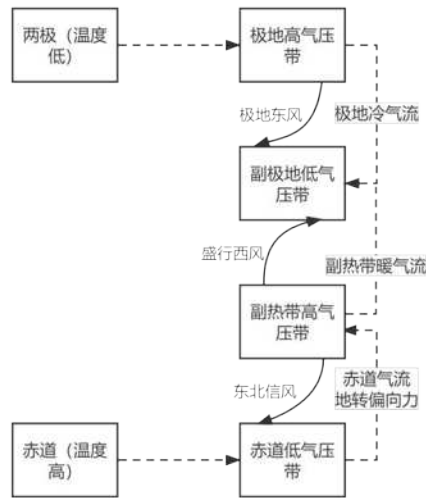 两极（温度
低）
极地高气压
带
极地东风
极地冷气流
副极地低气
压带
盛行西风
副热带暖气流
副热带高气
压带
东北信风
赤道气流
地转偏向力
赤道（温度
高）
赤道低气压
带